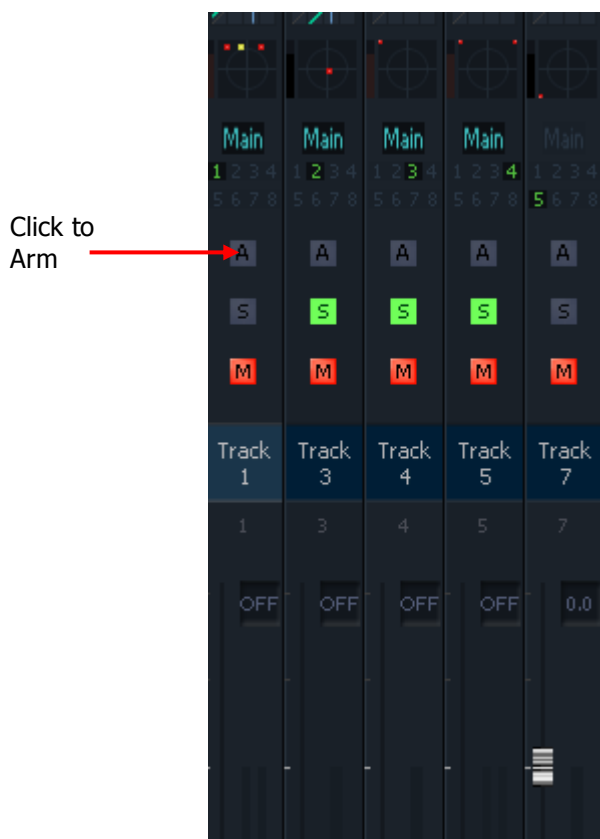 Main Main Main Main Main
1 2 3 4 1 2 3 4 1 2 3 4 1 2 3 4 1 2 3 4
5 6 7 8 5 6 7 8 5 6 7 8 5 6 7 8 5 6 7 8
Click to
Arm
A A A A A
S S S S S
M M M M M
Track Track Track Track Track
1 3 4 5 7
1 3 4 5 7
OFF OFF OFF OFF 0.0